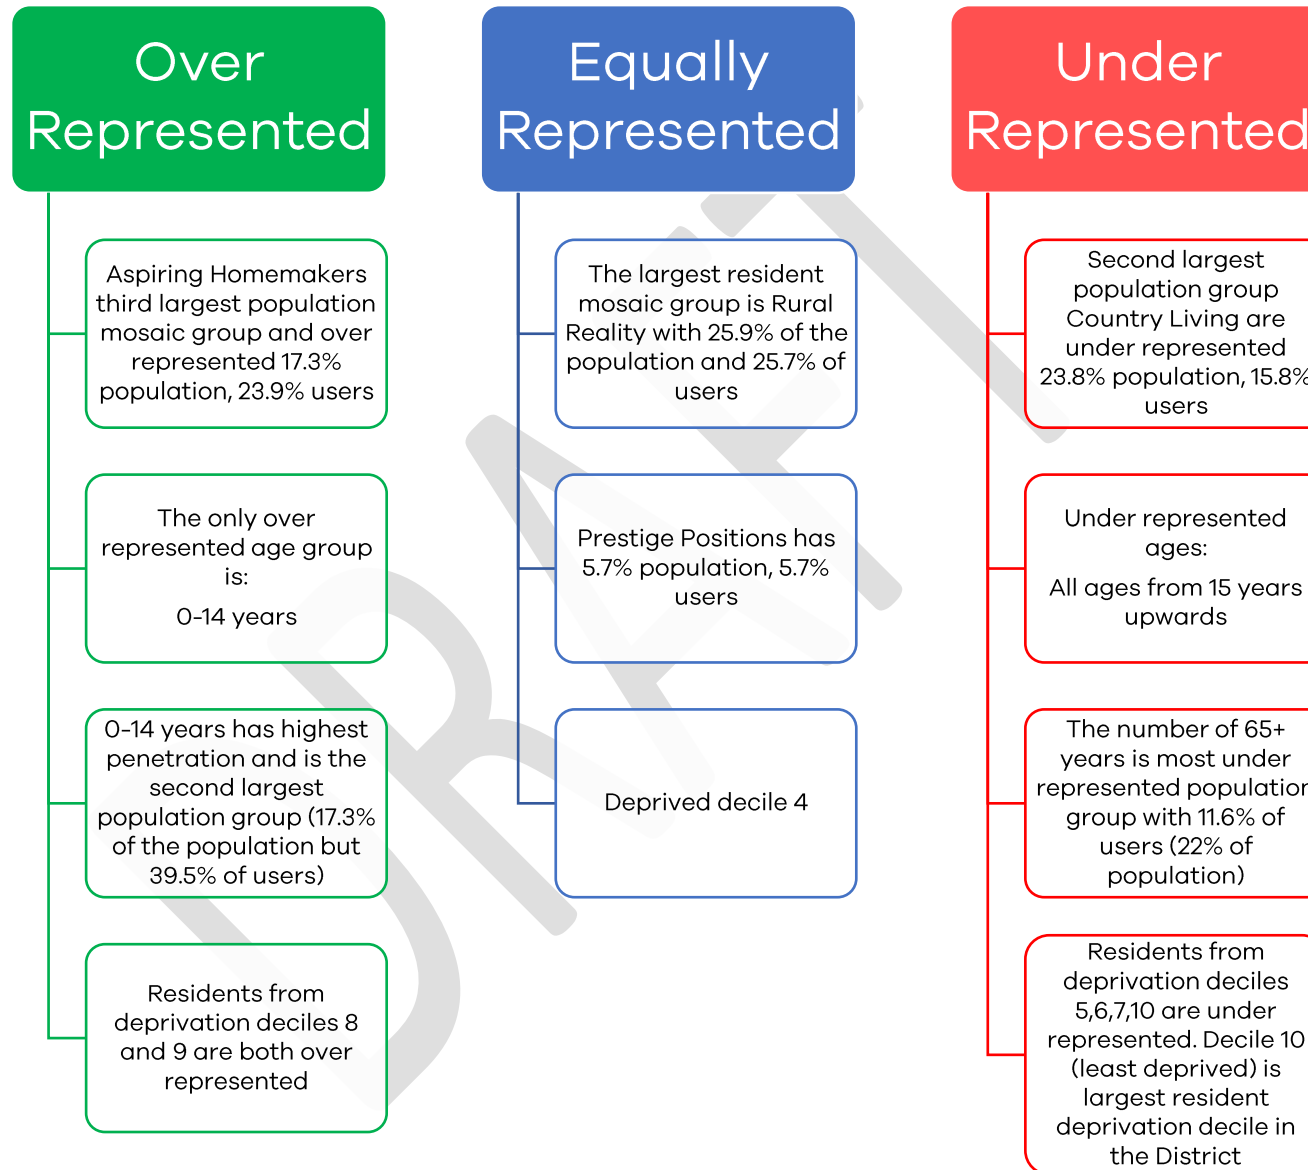 Over
Represented
Aspiring Homemakers
third largest population
mosaic group and over
represented 17.3%
population, 23.9% users
The only over
represented age group
is:
0-14 years
0-14 years has highest
penetration and is the
second largest
population group (17.3%
of the population but
39.5% of users)
Residents from
deprivation deciles 8
and 9 are both over
represented
Equally
Represented
The largest resident
mosaic group is Rural
Reality with 25.9% of the
population and 25.7% of
users
Prestige Positions has
5.7% population, 5.7%
users
Deprived decile 4
Under
Represented
Second largest
population group
Country Living are
under represented
23.8% population, 15.8%
users
Under represented
ages:
All ages from 15 years
upwards
The number of 65+
years is most under
represented population
group with 11.6% of
users (22% of
population)
Residents from
deprivation deciles
5,6,7,10 are under
represented. Decile 10
(least deprived) is
largest resident
deprivation decile in
the District
DRAFT